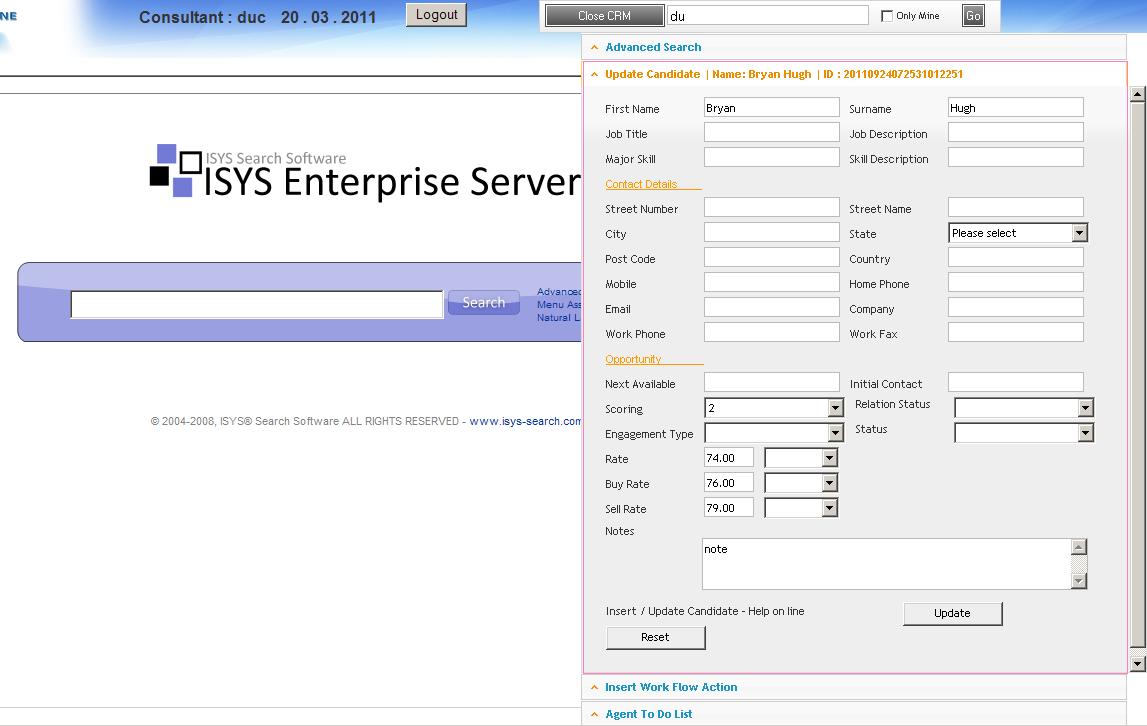 NE
Consultant : duc 20 . 03 . 2011
Logout
Close CRM
du
Only Mine
Go
Advanced Search
Update Candidate | Name: Bryan Hugh | ID : 20110924072531012251
First Name Bryan Surname Hugh
Job Title Job Description
Major Skill Skill Description
Contact Details
Street Number Street Name
City State Please select
Post Code Country
Mobile Home Phone
Email Company
Work Phone Work Fax
Opportunity
Next Available Initial Contact
Scoring 2 Relation Status
Engagement Type Status
Rate 74.00
Buy Rate 76.00
Sell Rate 79.00
Notes
note
Insert / Update Candidate - Help on line
Update
Reset
Insert Work Flow Action
Agent To Do List
ISYS Search Software
ISYS Enterprise Server
Search
Advanced
Menu Ass
Natural L
© 2004-2008, ISYS® Search Software ALL RIGHTS RESERVED - www.isys-search.com